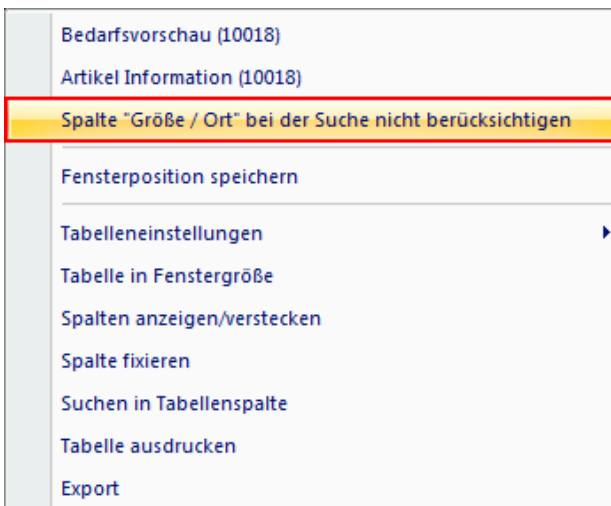 Bedarfsvorschau (10018)
Artikel Information (10018)
Spalte "Größe / Ort" bei der Suche nicht berücksichtigen
Fensterposition speichern
Tabelleneinstellungen
Tabelle in Fenstergröße
Spalten anzeigen/verstecken
Spalte fixieren
Suchen in Tabellenspalte
Tabelle ausdrucken
Export